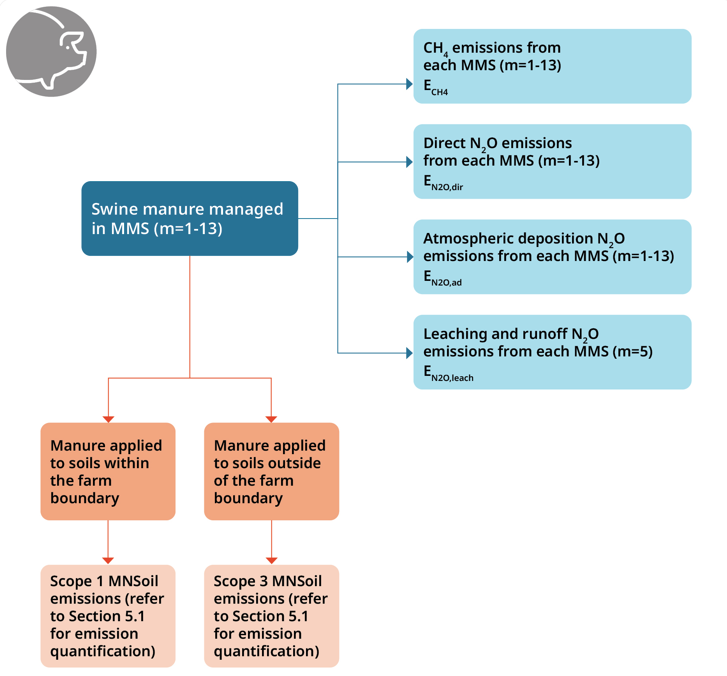 CH4 emissions from
each MMS (m=1-13)
ECH4
Direct N2O emissions
from each MMS (m=1-13)
EN2O,dir
Swine manure managed
in MMS (m=1-13)
Atmospheric deposition N2O
emissions from each MMS (m=1-13)
EN2O,ad
Leaching and runoff N2O
emissions from each MMS (m=5)
EN2O,leach
Manure applied
to soils within
the farm
boundary
Manure applied
to soils outside
of the farm
boundary
Scope 1 MNSoil
emissions (refer
to Section 5.1
for emission
quantification)
Scope 3 MNSoil
emissions (refer
to Section 5.1
for emission
quantification)